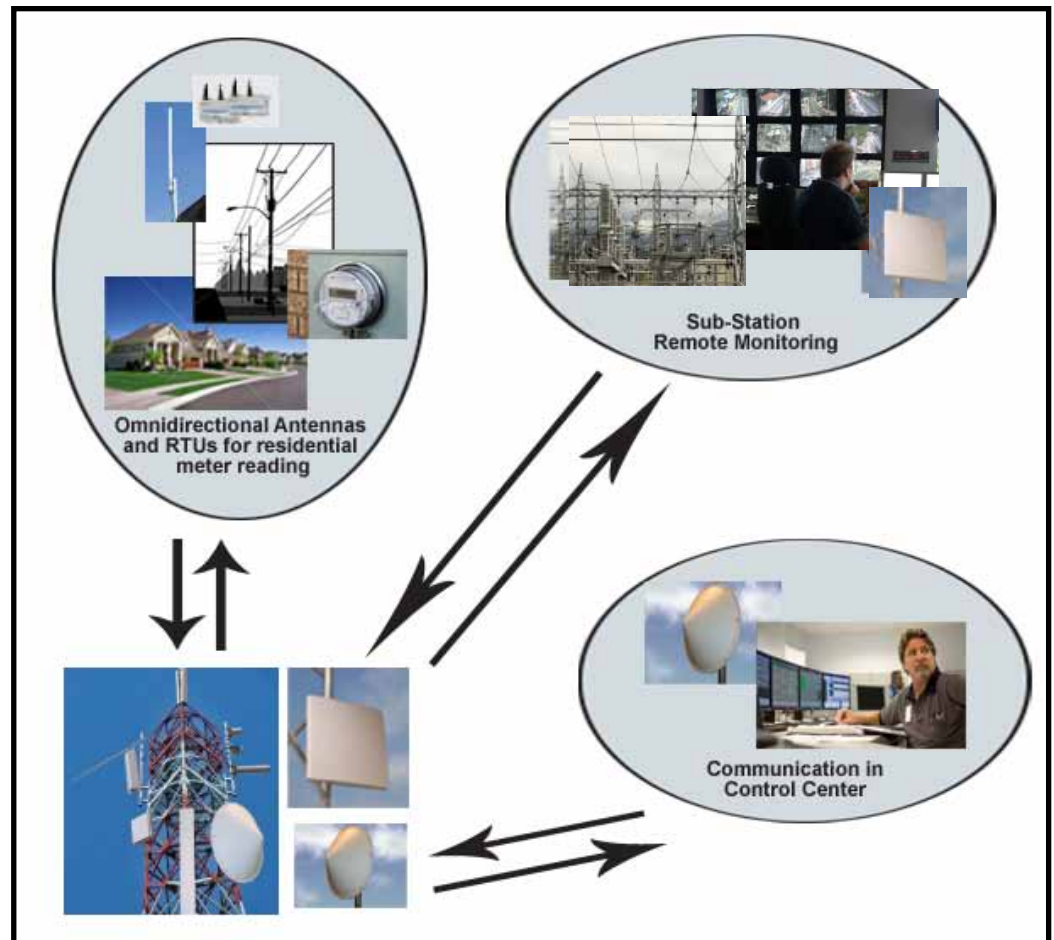 Omnidirectional Antennas
and RTUs for residential
meter reading
Sub-Station
Remote Monitoring
Communication in
Control Center